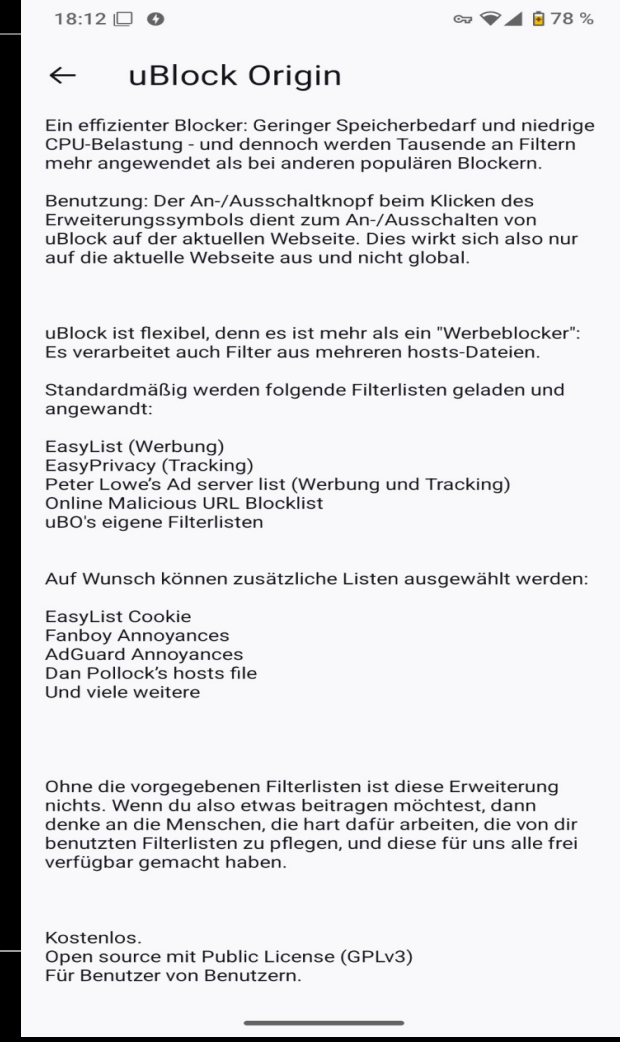 18:12
78 %
uBlock Origin
Ein effizienter Blocker: Geringer Speicherbedarf und niedrige
CPU-Belastung - und dennoch werden Tausende an Filtern
mehr angewendet als bei anderen populären Blockern.
Benutzung: Der An-/Ausschaltknopf beim Klicken des
Erweiterungssymbols dient zum An-/Ausschalten von
uBlock auf der aktuellen Webseite. Dies wirkt sich also nur
auf die aktuelle Webseite aus und nicht global.
uBlock ist flexibel, denn es ist mehr als ein "Werbeblocker":
Es verarbeitet auch Filter aus mehreren hosts-Dateien.
Standardmäßig werden folgende Filterlisten geladen und
angewandt:
EasyList (Werbung)
EasyPrivacy (Tracking)
Peter Lowe’s Ad server list (Werbung und Tracking)
Online Malicious URL Blocklist
uBO's eigene Filterlisten
Auf Wunsch können zusätzliche Listen ausgewählt werden:
EasyList Cookie
Fanboy Annoyances
AdGuard Annoyances
Dan Pollock’s hosts file
Und viele weitere
Ohne die vorgegebenen Filterlisten ist diese Erweiterung
nichts. Wenn du also etwas beitragen möchtest, dann
denke an die Menschen, die hart dafür arbeiten, die von dir
benutzten Filterlisten zu pflegen, und diese für uns alle frei
verfügbar gemacht haben.
Kostenlos.
Open source mit Public License (GPLv3)
Für Benutzer von Benutzern.